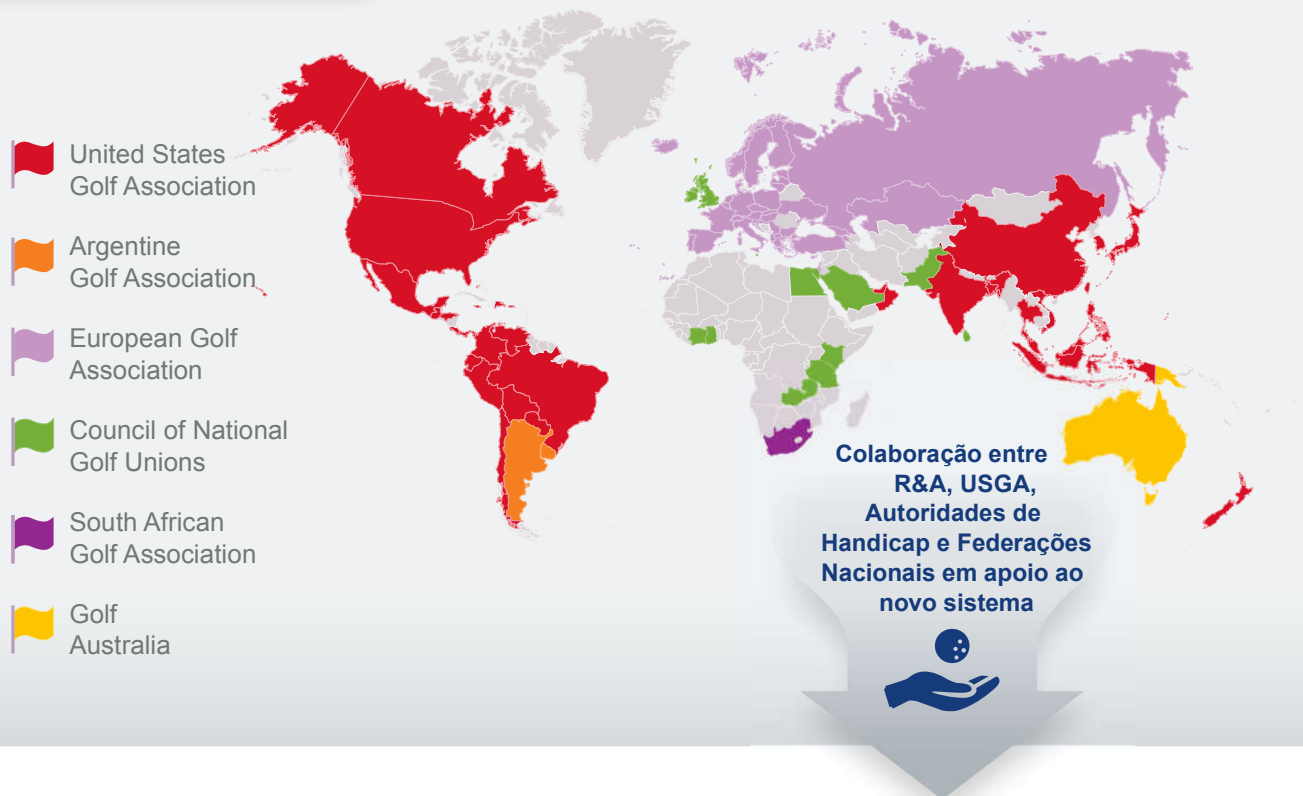 United States
Golf Association
Argentine
Golf Association
European Golf
Association
Council of National
Golf Unions
South African
Golf Association
Golf
Australia
Colaboração entre
R&A, USGA,
Autoridades de
Handicap e Federações
Nacionais em apoio ao
novo sistema